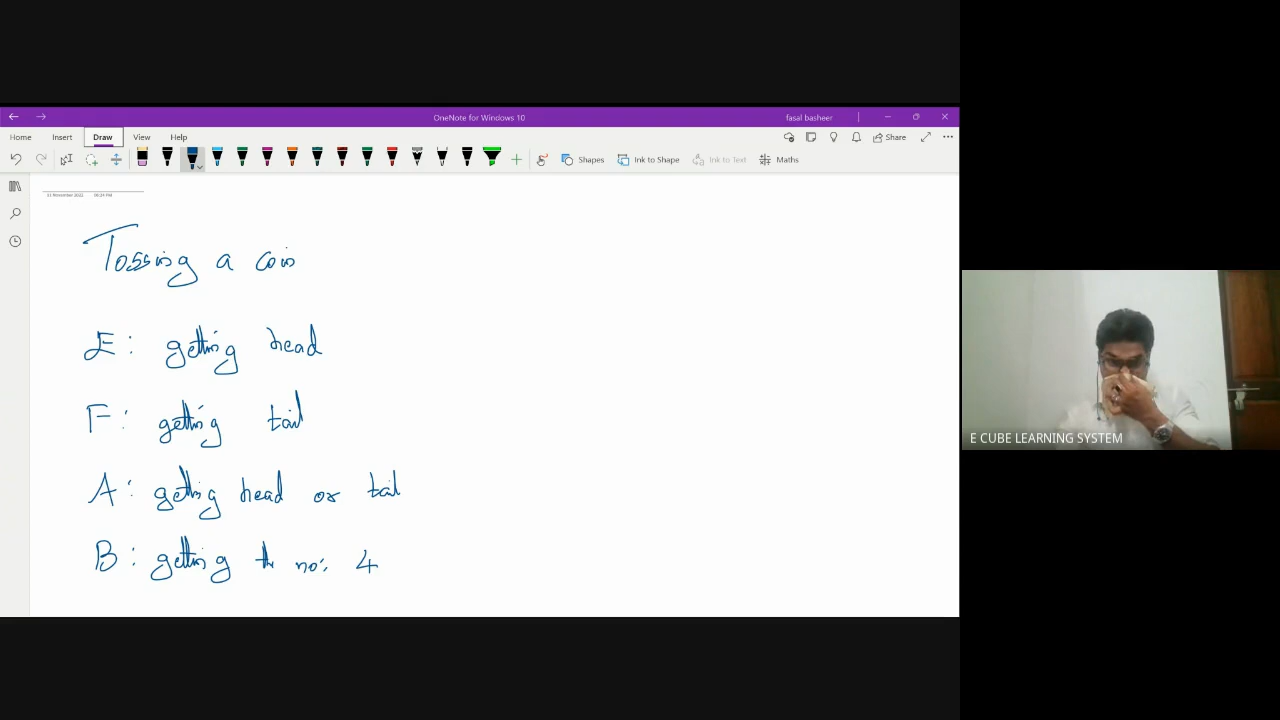 OneNote for Windows 10
fasal basheer
Home Insert Draw View Help
Share
Shapes Ink to Shape Ink to Text Maths
Tossing a coin
E: getting head
F: getting tail
A: getting head or tail
B: getting the no: 4
E CUBE LEARNING SYSTEM